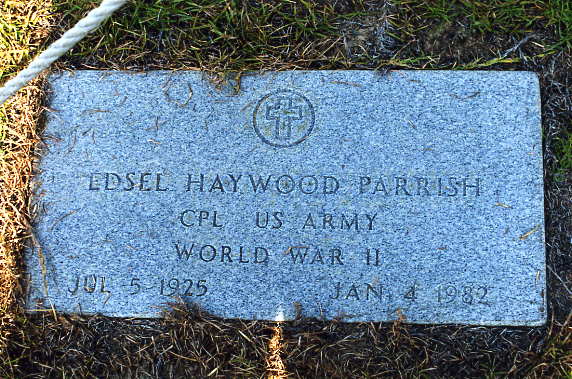 EDSEL HAYWOOD PARRISH
CPL US ARMY
WORLD WAR II
JUL 5 1925 JAN 4 1982